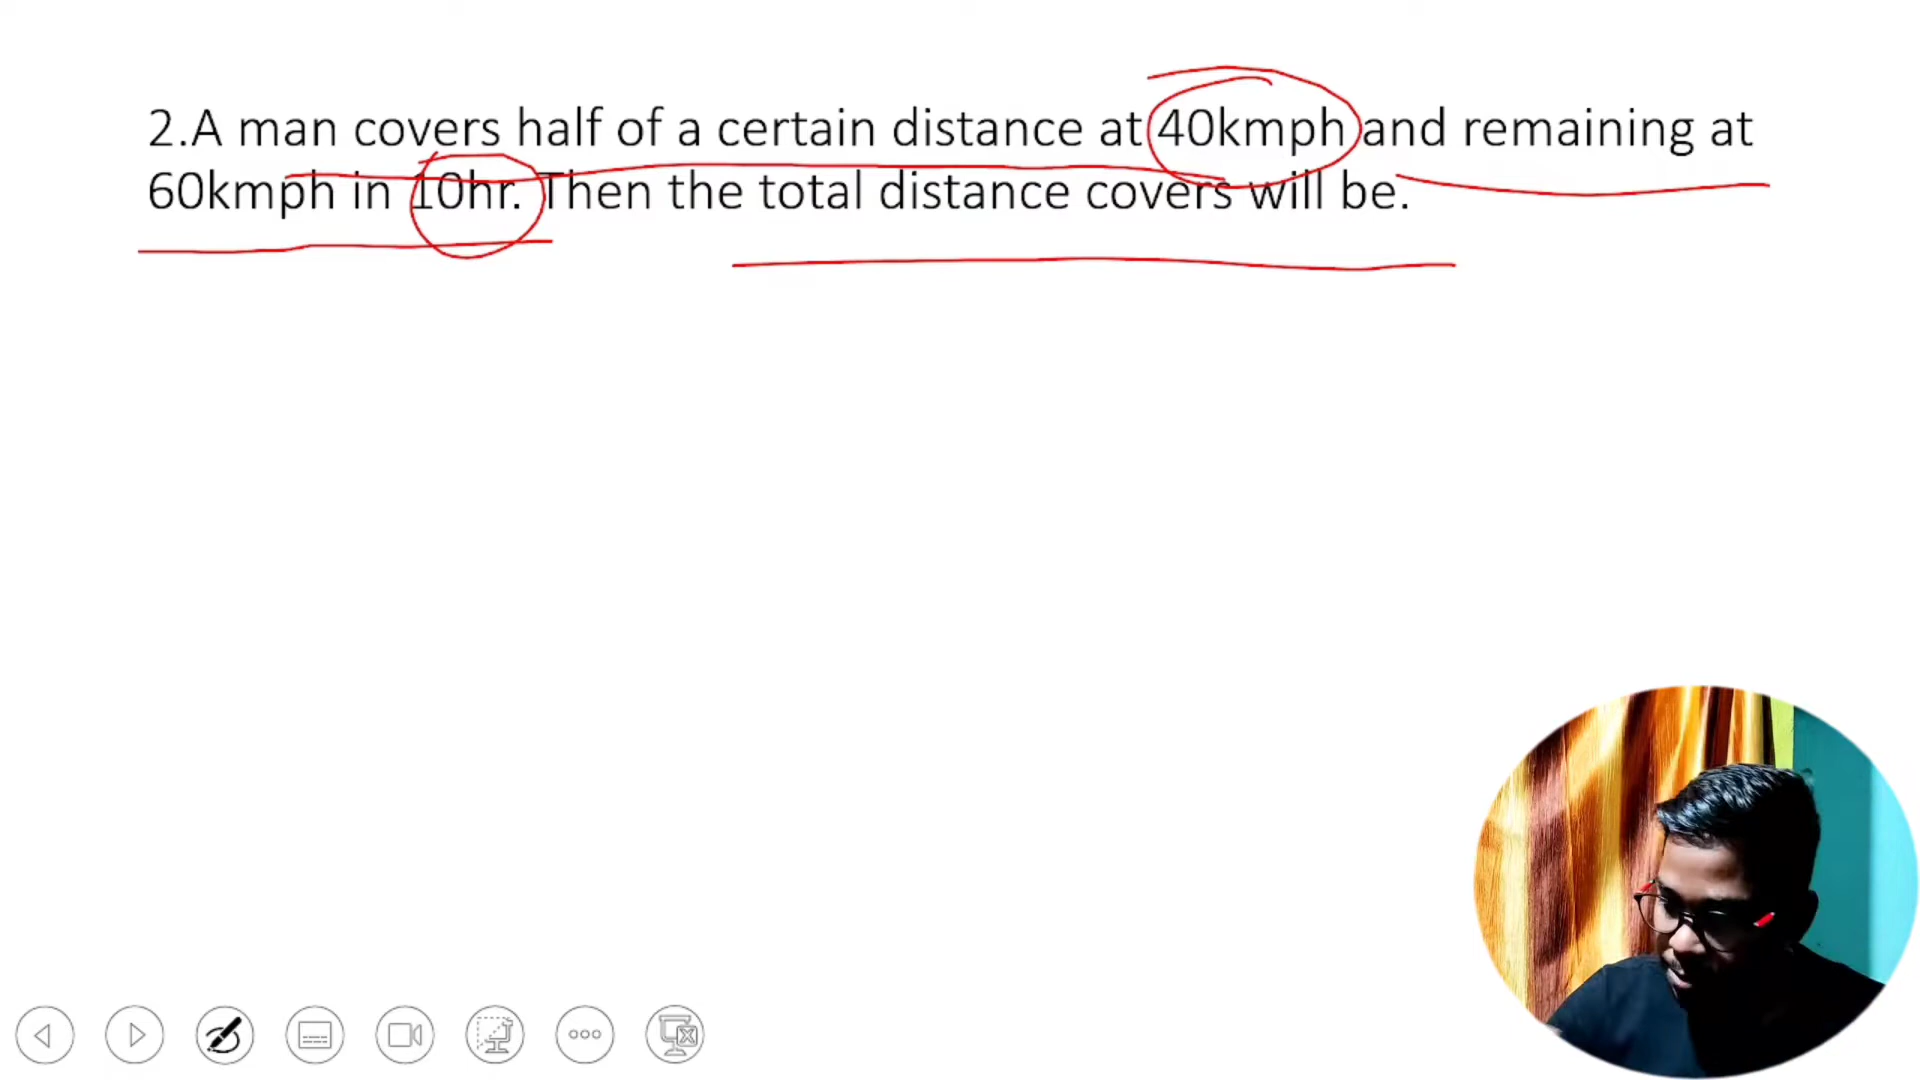 2.A man covers half of a certain distance at 40kmph and remaining at
60kmph in 10hr. Then the total distance covers will be.